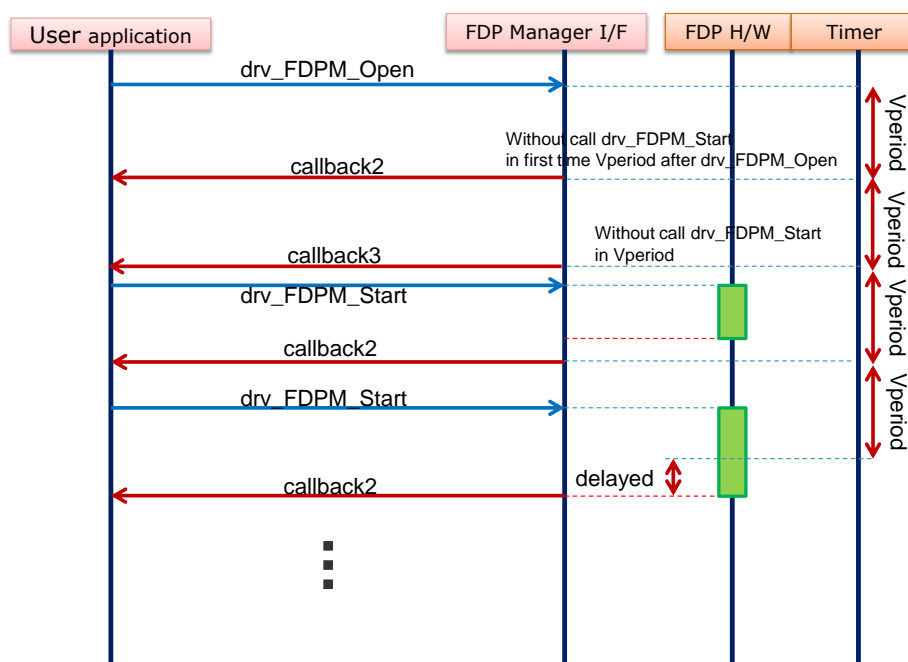 User application
FDP Manager I/F
FDP H/W
Timer
drv_FDPM_Open
Vperiod
Without call drv_FDPM_Start
in first time Vperiod after drv_FDPM_Open
callback2
Vperiod
Without call drv_FDPM_Start
in Vperiod
callback3
drv_FDPM_Start
Vperiod
callback2
drv_FDPM_Start
Vperiod
delayed
callback2